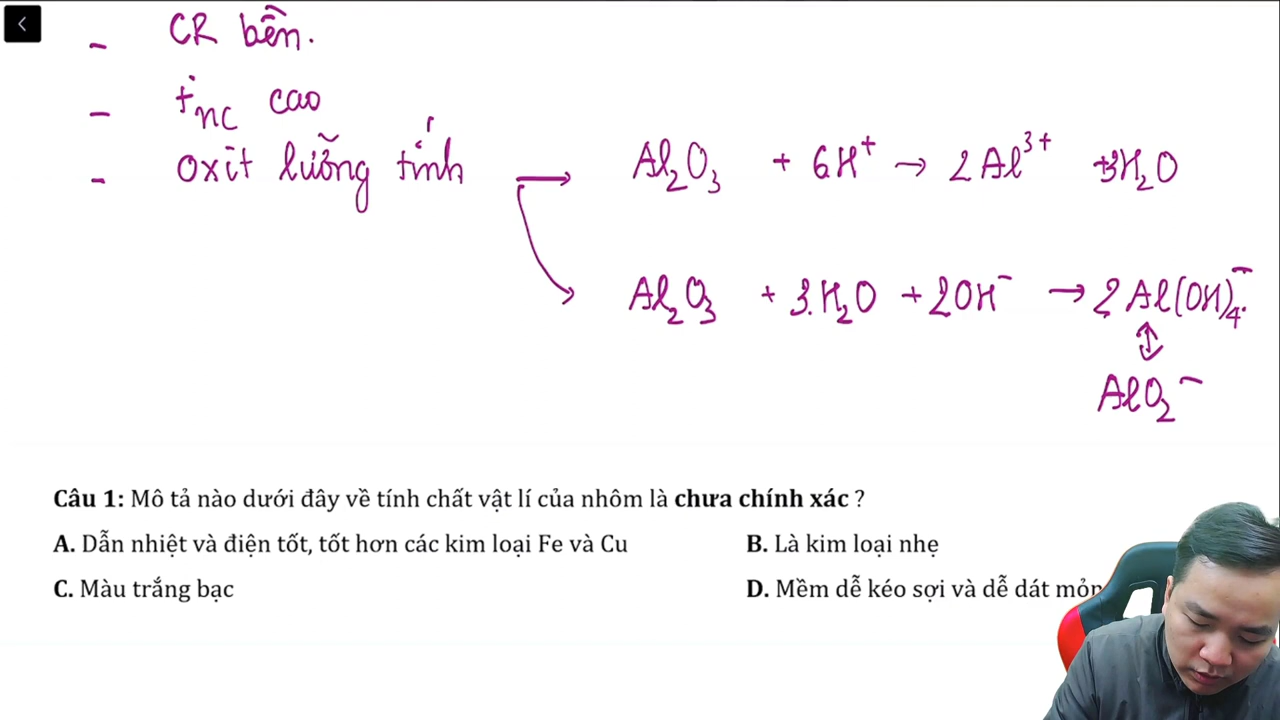 - CR bền.
- t°nc cao
- oxit lưỡng tính → Al₂O₃ + 6H⁺ → 2Al³⁺ + 3H₂O
Al₂O₃ + 3H₂O + 2OH⁻ → 2Al(OH)₄⁻
↕
AlO₂⁻
Câu 1: Mô tả nào dưới đây về tính chất vật lí của nhôm là chưa chính xác ?
A. Dẫn nhiệt và điện tốt, tốt hơn các kim loại Fe và Cu
B. Là kim loại nhẹ
C. Màu trắng bạc
D. Mềm dễ kéo sợi và dễ dát mỏn